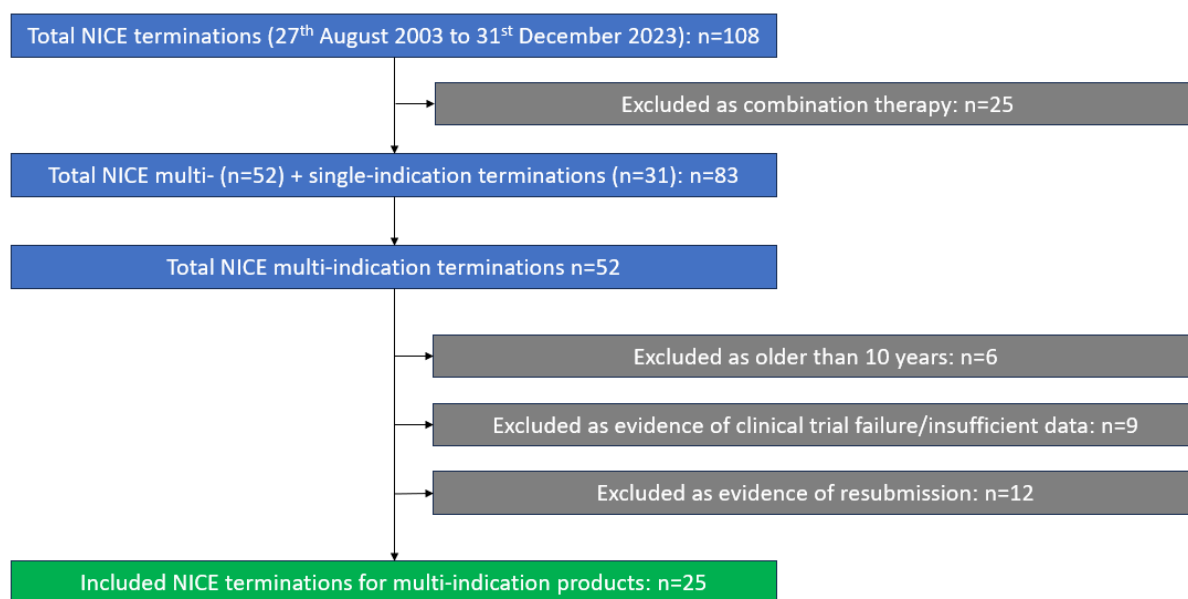 Total NICE terminations (27th August 2003 to 31st December 2023): n=108
Excluded as combination therapy: n=25
Total NICE multi- (n=52) + single-indication terminations (n=31): n=83
Total NICE multi-indication terminations n=52
Excluded as older than 10 years: n=6
Excluded as evidence of clinical trial failure/insufficient data: n=9
Excluded as evidence of resubmission: n=12
Included NICE terminations for multi-indication products: n=25